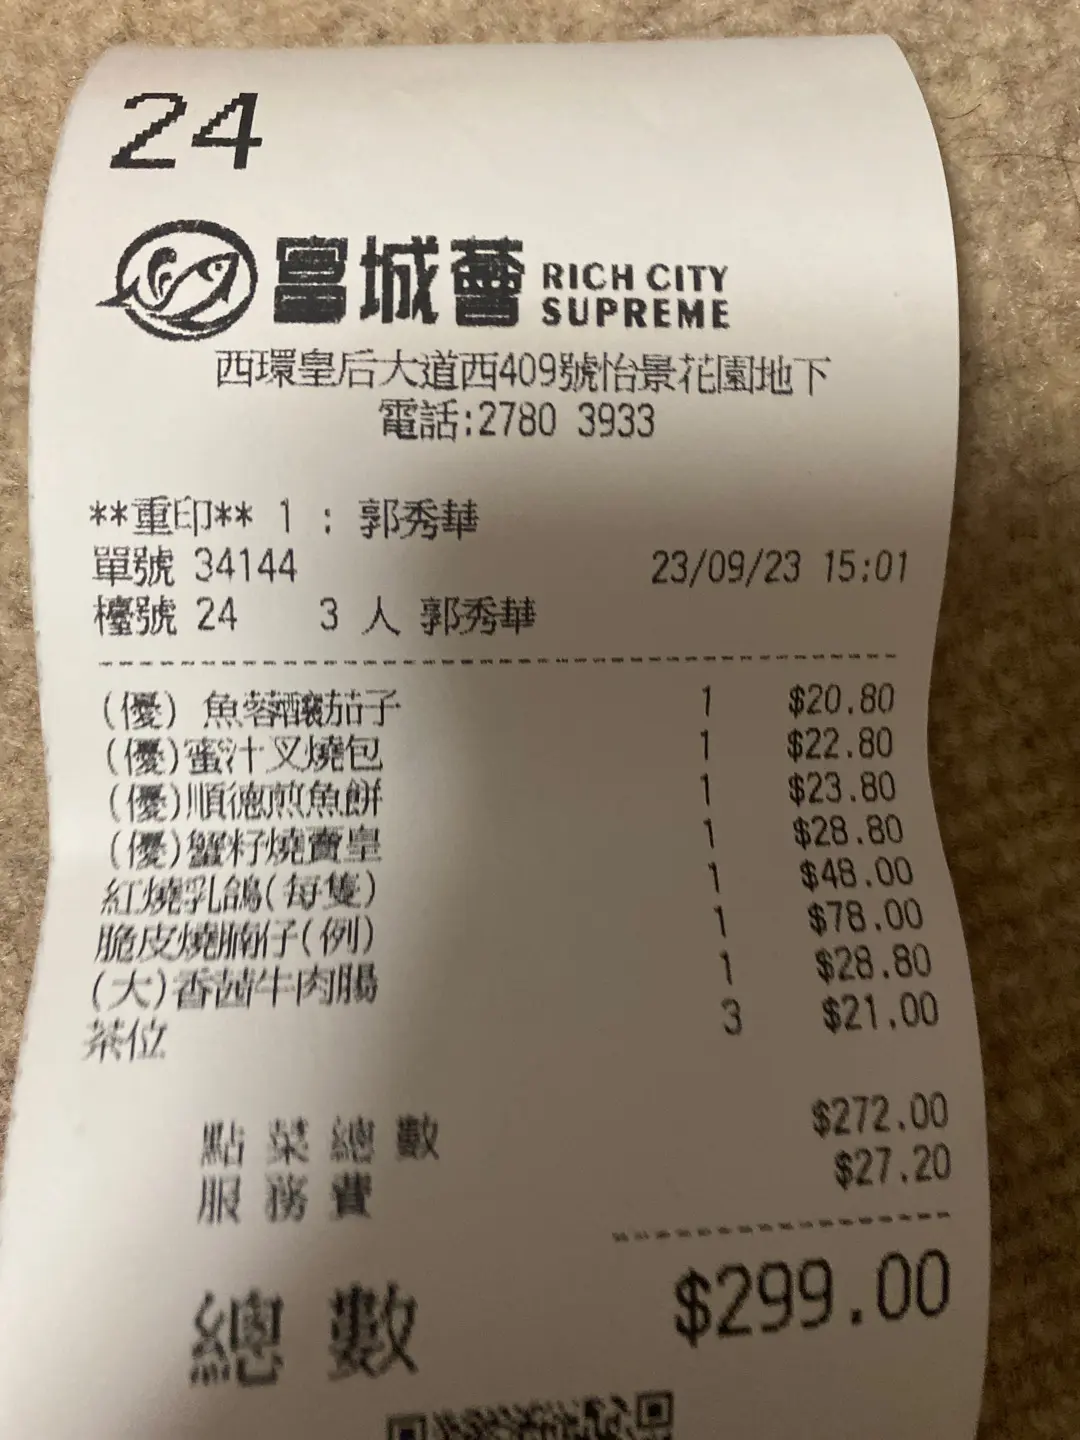 24
富城薈 RICH CITY SUPREME
西環皇后大道西409號怡景花園地下
電話:2780 3933
**重印** 1 : 郭秀華
單號 34144 23/09/23 15:01
檯號 24 3 人 郭秀華
(優) 魚蓉釀茄子 1 $20.80
(優)蜜汁叉燒包 1 $22.80
(優)順德煎魚餅 1 $23.80
(優)蟹籽燒賣皇 1 $28.80
紅燒乳鴿(每隻) 1 $48.00
脆皮燒腩仔(例) 1 $78.00
(大)香茜牛肉腸 1 $28.80
茶位 3 $21.00
點菜總數 $272.00
服務費 $27.20
總數 $299.00